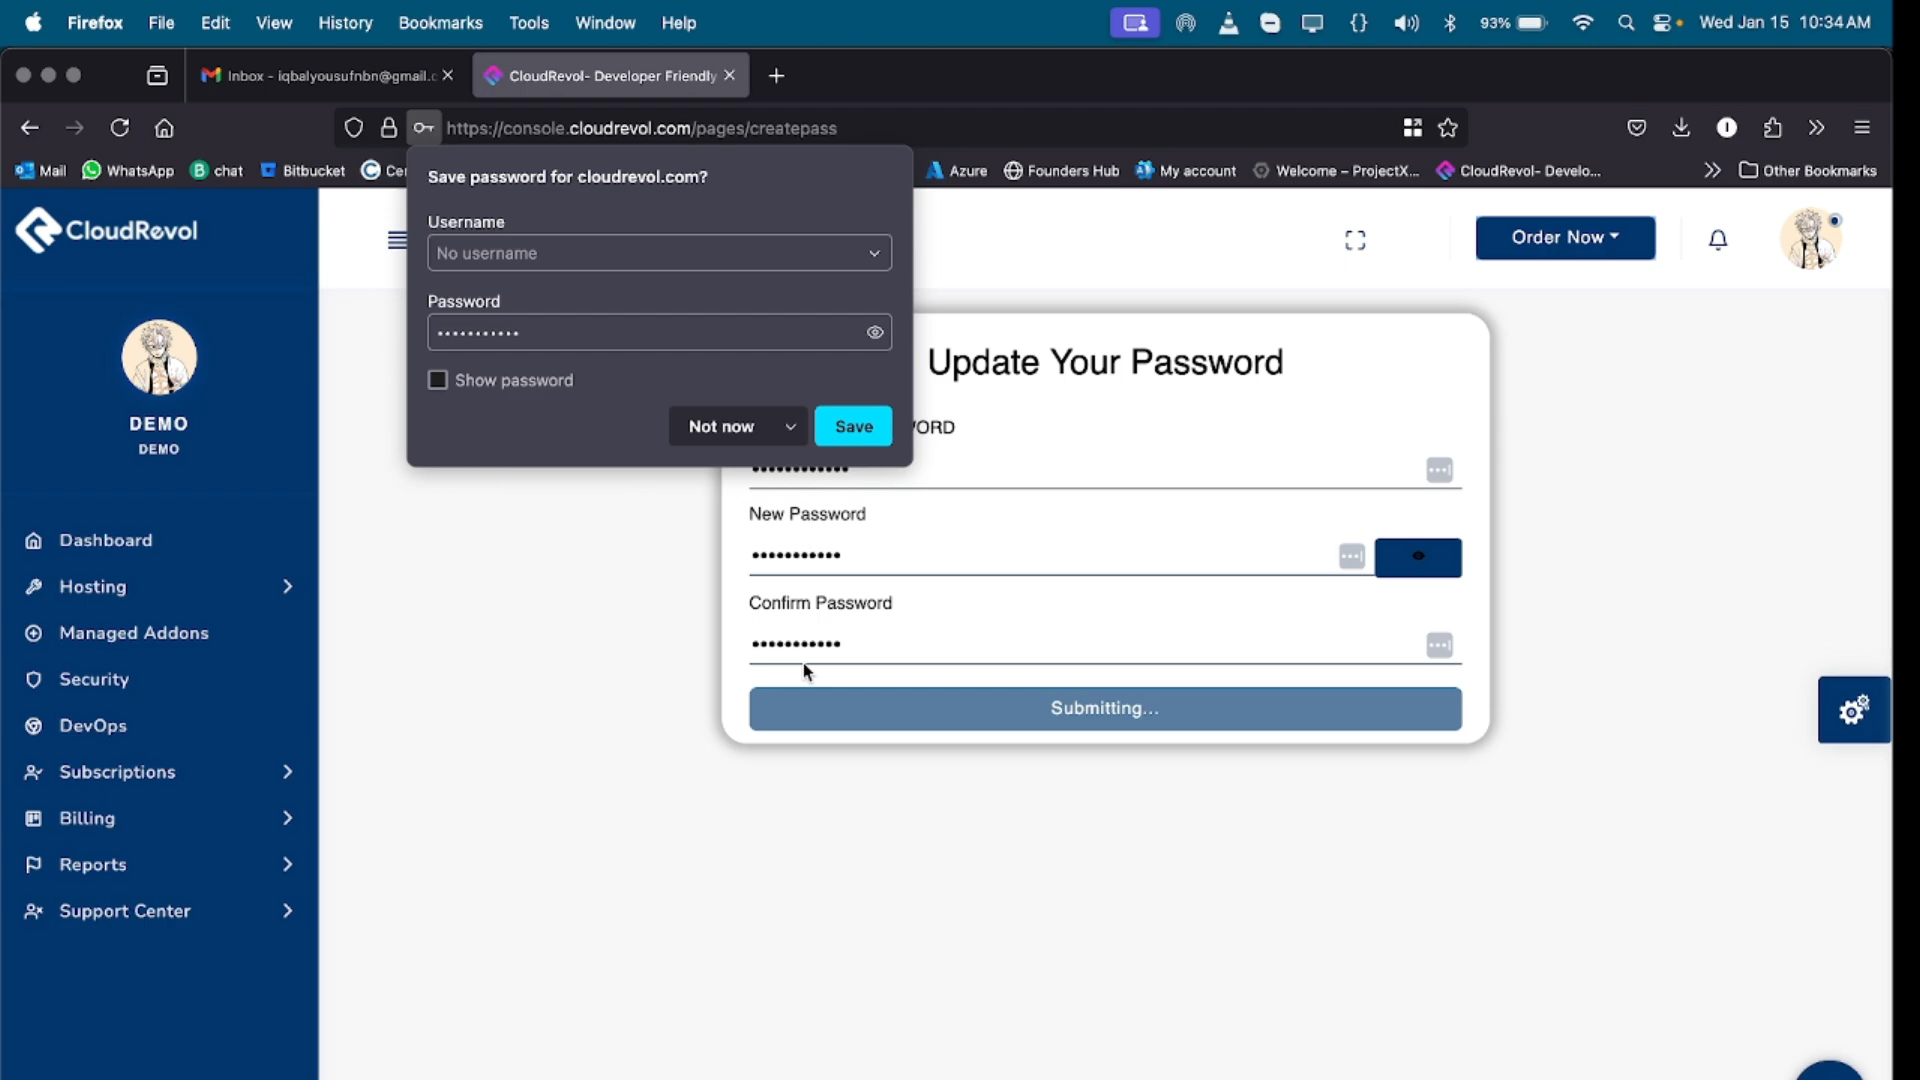 Firefox File Edit View History Bookmarks Tools Window Help 93% Wed Jan 15 10:34 AM
Inbox - iqbalyousufnbn@gmail.c CloudRevol- Developer Friendly
https://console.cloudrevol.com/pages/createpass
Mail WhatsApp chat Bitbucket Cer Azure Founders Hub My account Welcome – ProjectX... CloudRevol- Develo... Other Bookmarks
CloudRevol
Order Now
Save password for cloudrevol.com?
Username
No username
Password
Show password
Not now Save
DEMO
DEMO
Dashboard
Hosting
Managed Addons
Security
DevOps
Subscriptions
Billing
Reports
Support Center
Update Your Password
New Password
Confirm Password
Submitting...